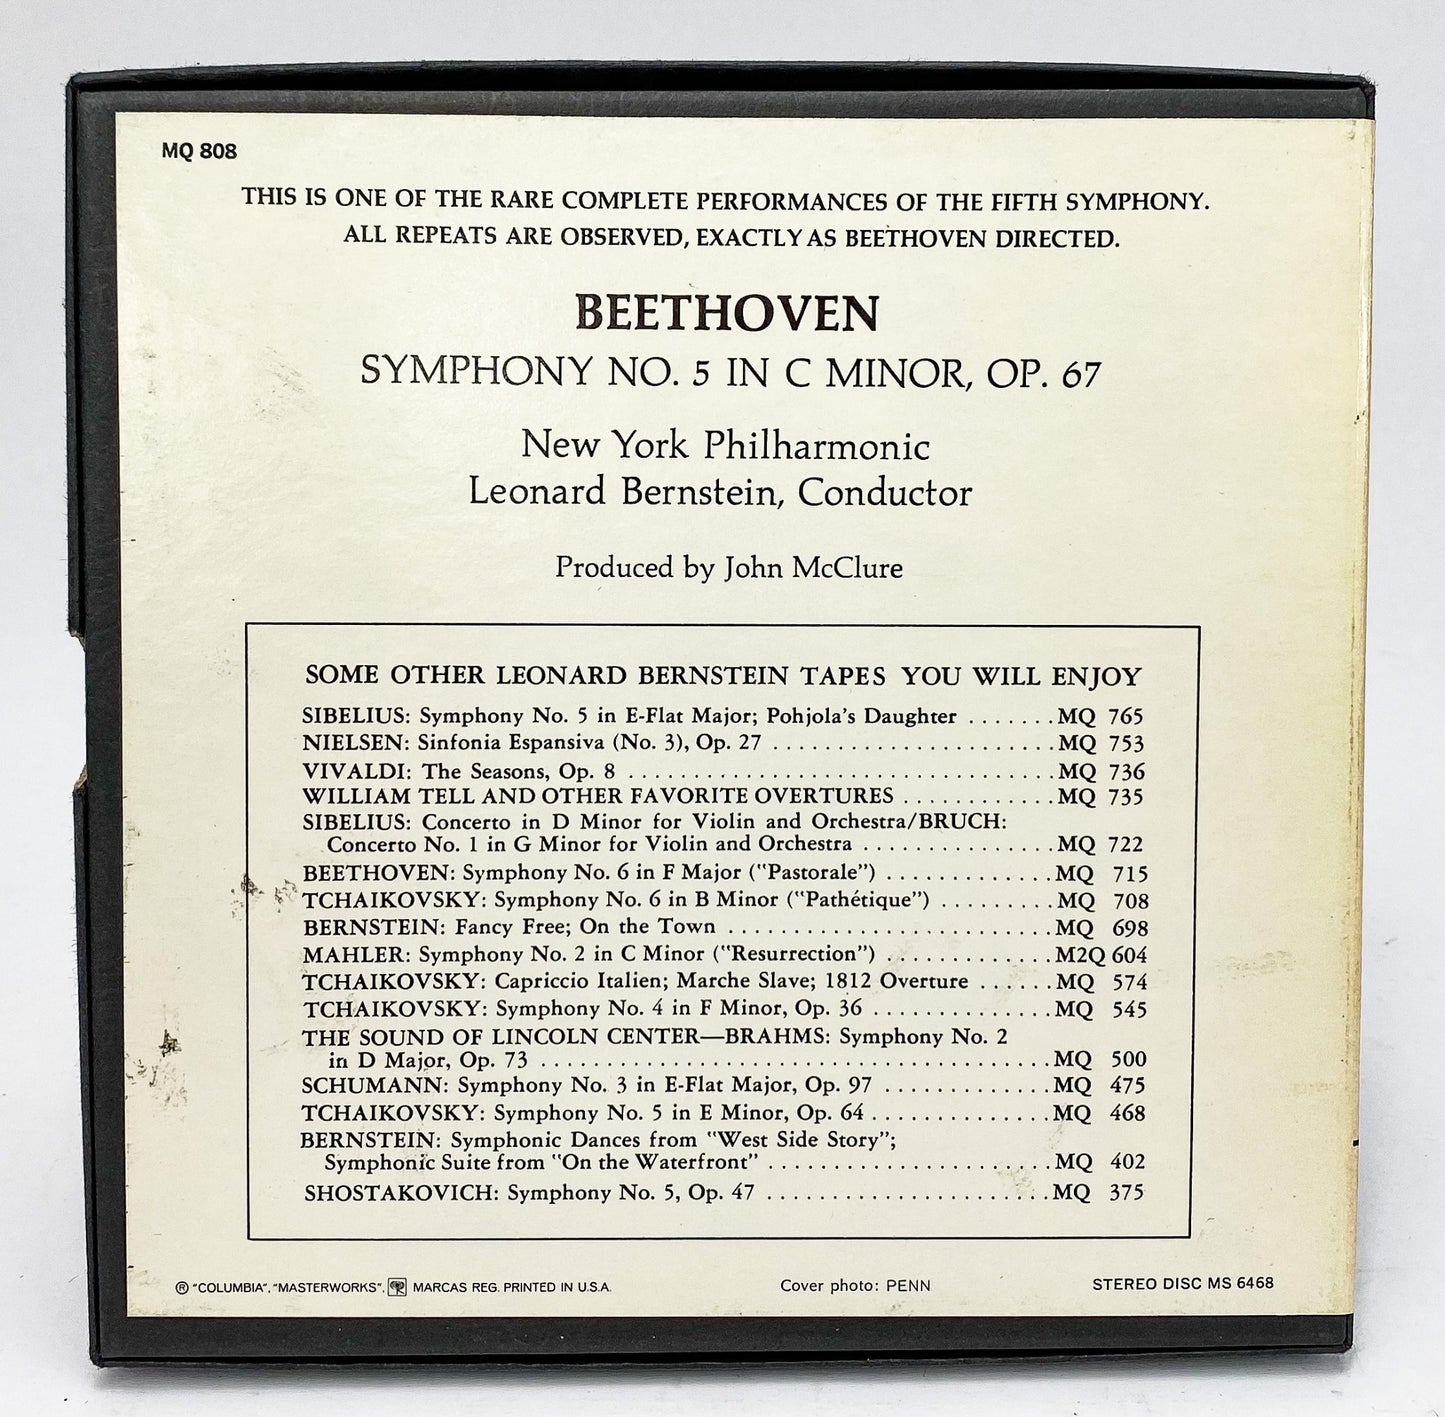 MQ 808
THIS IS ONE OF THE RARE COMPLETE PERFORMANCES OF THE FIFTH SYMPHONY.
ALL REPEATS ARE OBSERVED, EXACTLY AS BEETHOVEN DIRECTED.
BEETHOVEN
SYMPHONY NO. 5 IN C MINOR, OP. 67
New York Philharmonic
Leonard Bernstein, Conductor
Produced by John McClure
SOME OTHER LEONARD BERNSTEIN TAPES YOU WILL ENJOY
SIBELIUS: Symphony No. 5 in E-Flat Major; Pohjola's Daughter . . . . . . . MQ 765
NIELSEN: Sinfonia Espansiva (No. 3), Op. 27 . . . . . . . . . . . . . . . . . . . . . . MQ 753
VIVALDI: The Seasons, Op. 8 . . . . . . . . . . . . . . . . . . . . . . . . . . . . . . . . . MQ 736
WILLIAM TELL AND OTHER FAVORITE OVERTURES . . . . . . . . . . . . MQ 735
SIBELIUS: Concerto in D Minor for Violin and Orchestra/BRUCH:
Concerto No. 1 in G Minor for Violin and Orchestra . . . . . . . . . . . . . . . MQ 722
BEETHOVEN: Symphony No. 6 in F Major ("Pastorale") . . . . . . . . . . . . . MQ 715
TCHAIKOVSKY: Symphony No. 6 in B Minor ("Pathétique") . . . . . . . . . MQ 708
BERNSTEIN: Fancy Free; On the Town . . . . . . . . . . . . . . . . . . . . . . . . . MQ 698
MAHLER: Symphony No. 2 in C Minor ("Resurrection") . . . . . . . . . . . . . M2Q 604
TCHAIKOVSKY: Capriccio Italien; Marche Slave; 1812 Overture . . . . . . MQ 574
TCHAIKOVSKY: Symphony No. 4 in F Minor, Op. 36 . . . . . . . . . . . . . . MQ 545
THE SOUND OF LINCOLN CENTER—BRAHMS: Symphony No. 2
in D Major, Op. 73 . . . . . . . . . . . . . . . . . . . . . . . . . . . . . . . . . . . . . . . . MQ 500
SCHUMANN: Symphony No. 3 in E-Flat Major, Op. 97 . . . . . . . . . . . . . MQ 475
TCHAIKOVSKY: Symphony No. 5 in E Minor, Op. 64 . . . . . . . . . . . . . . MQ 468
BERNSTEIN: Symphonic Dances from "West Side Story";
Symphonic Suite from "On the Waterfront" . . . . . . . . . . . . . . . . . . . . . . MQ 402
SHOSTAKOVICH: Symphony No. 5, Op. 47 . . . . . . . . . . . . . . . . . . . . . . MQ 375
® "COLUMBIA", "MASTERWORKS", MARCAS REG. PRINTED IN U.S.A.
Cover photo: PENN
STEREO DISC MS 6468